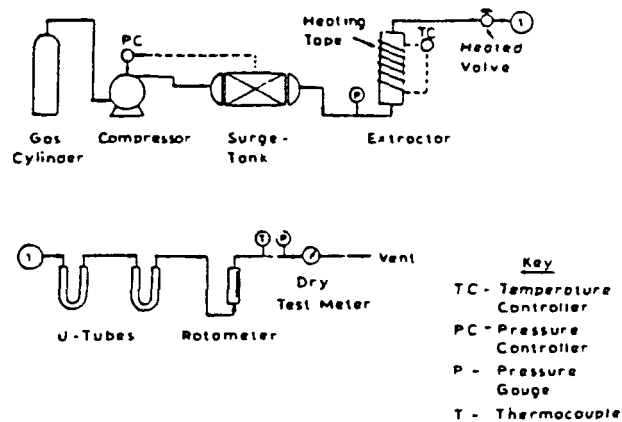 Heating
Tape
PC
TC
1
Heated
Valve
P
Gas
Cylinder
Compressor
Surge-
Tank
Extractor
1
T
P
Vent
Dry
Test Meter
U-Tubes
Rotometer
Key
TC - Temperature
Controller
PC - Pressure
Controller
P - Pressure
Gauge
T - Thermocouple